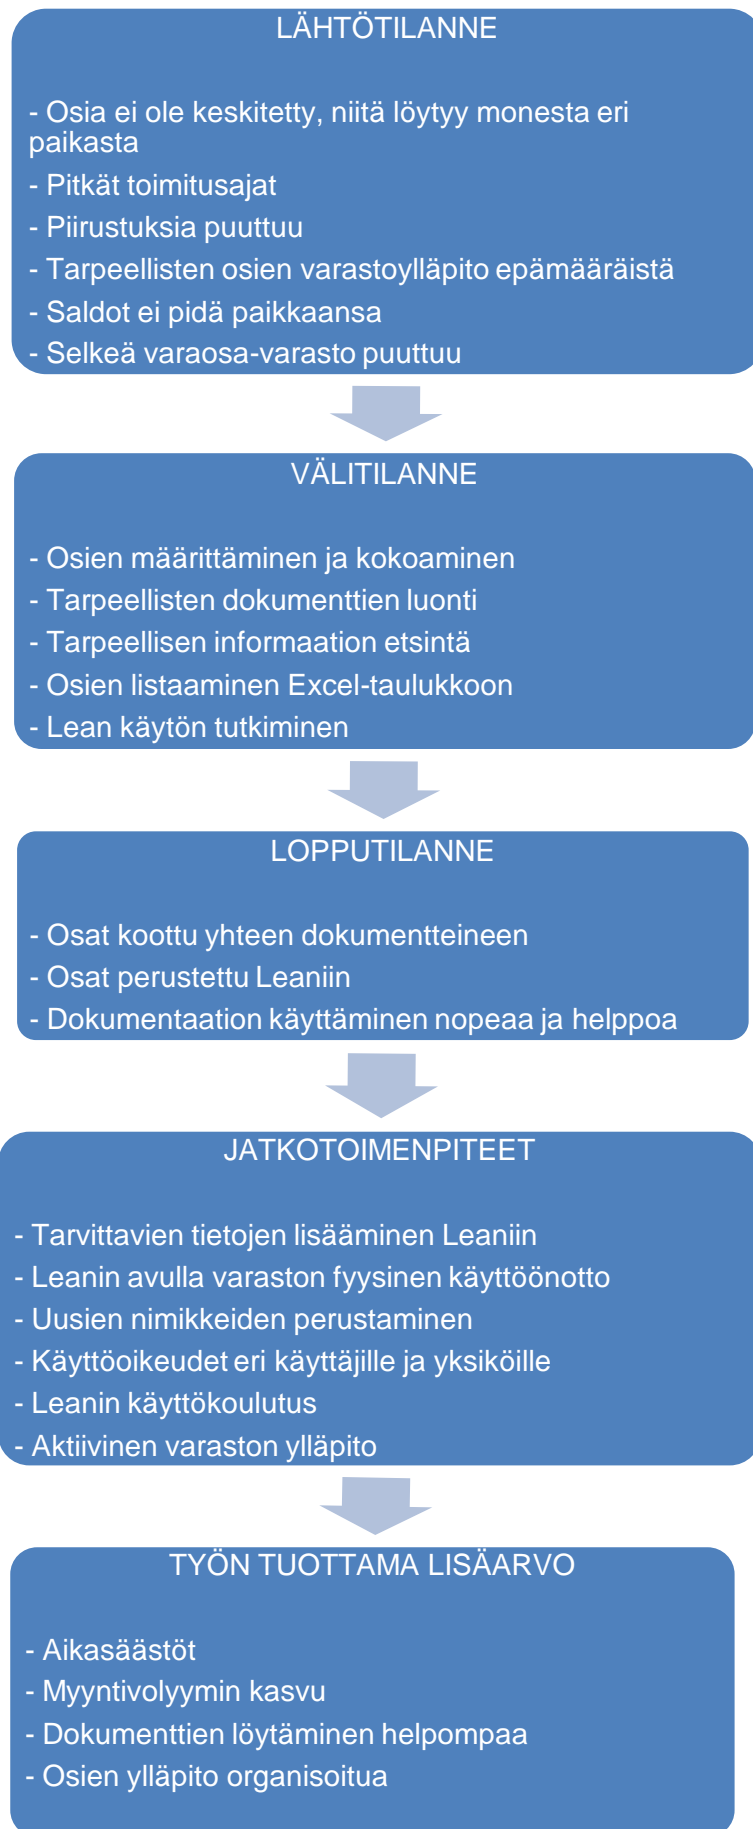 LÄHTÖTILANNE
- Osia ei ole keskitetty, niitä löytyy monesta eri
paikasta
- Pitkät toimitusajat
- Piirustuksia puuttuu
- Tarpeellisten osien varastoylläpito epämääräistä
- Saldot ei pidä paikkaansa
- Selkeä varaosa-varasto puuttuu
VÄLITILANNE
- Osien määrittäminen ja kokoaminen
- Tarpeellisten dokumenttien luonti
- Tarpeellisen informaation etsintä
- Osien listaaminen Excel-taulukkoon
- Lean käytön tutkiminen
LOPPUTILANNE
- Osat koottu yhteen dokumentteineen
- Osat perustettu Leaniin
- Dokumentaation käyttäminen nopeaa ja helppoa
JATKOTOIMENPITEET
- Tarvittavien tietojen lisääminen Leaniin
- Leanin avulla varaston fyysinen käyttöönotto
- Uusien nimikkeiden perustaminen
- Käyttöoikeudet eri käyttäjille ja yksiköille
- Leanin käyttökoulutus
- Aktiivinen varaston ylläpito
TYÖN TUOTTAMA LISÄARVO
- Aikasäästöt
- Myyntivolyymin kasvu
- Dokumenttien löytäminen helpompaa
- Osien ylläpito organisoitua